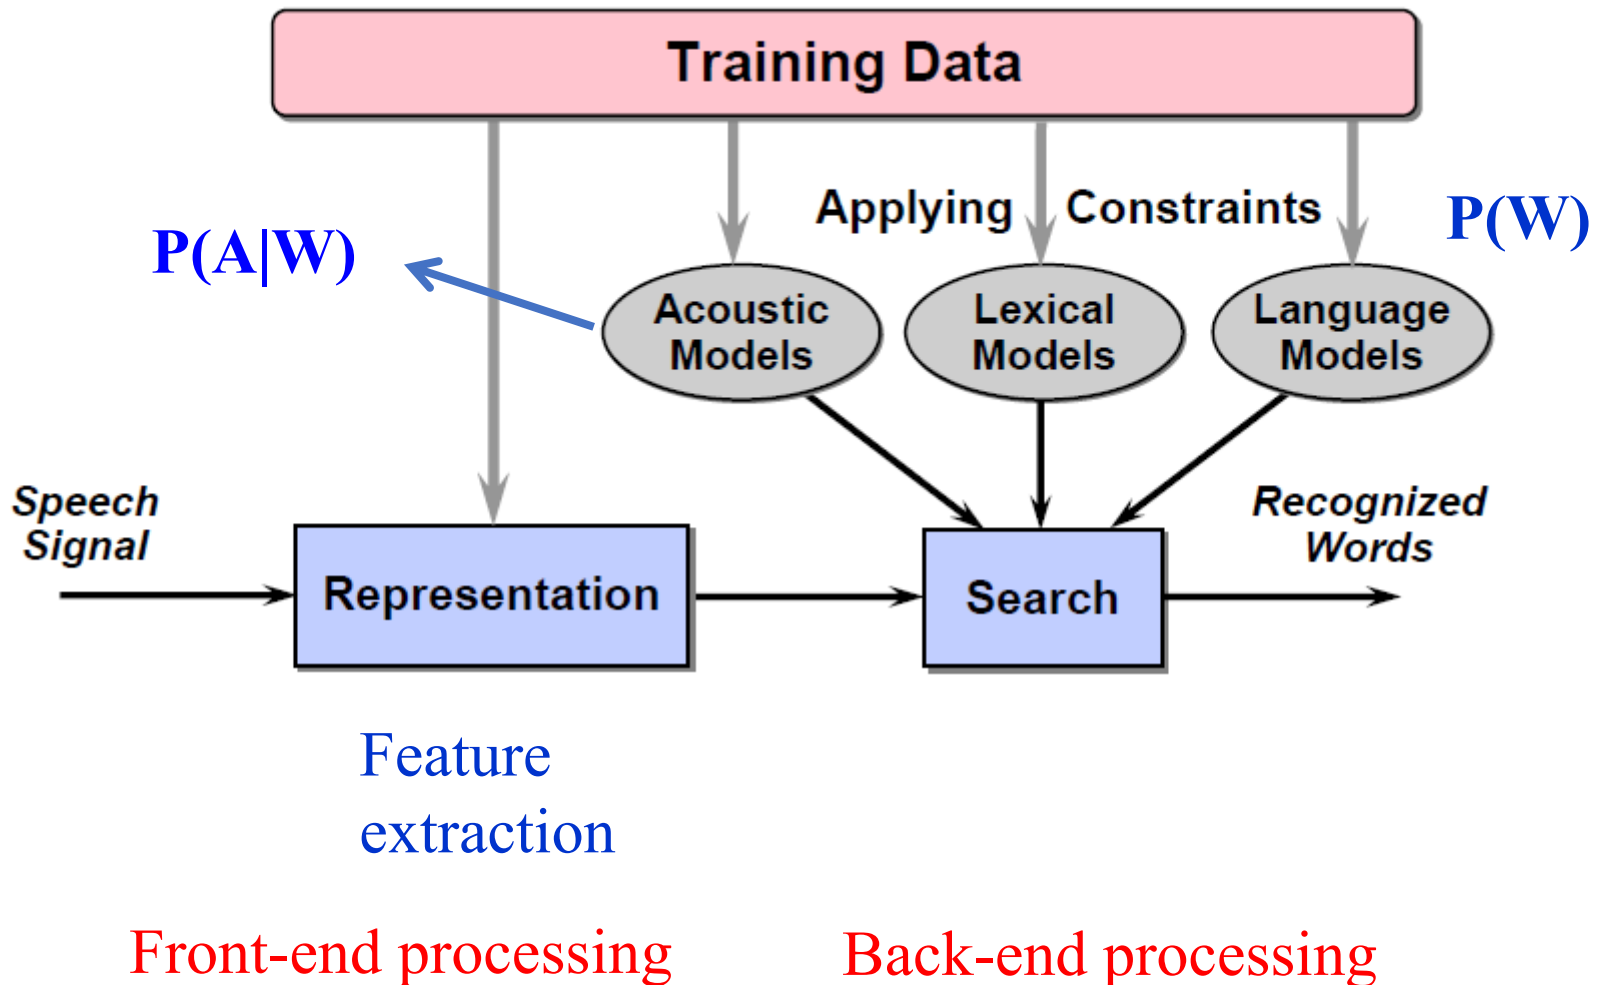 Training Data
Applying Constraints
P(W)
P(A|W)
Acoustic
Models
Lexical
Models
Language
Models
Speech
Signal
Recognized
Words
Representation
Search
Feature
extraction
Front-end processing
Back-end processing